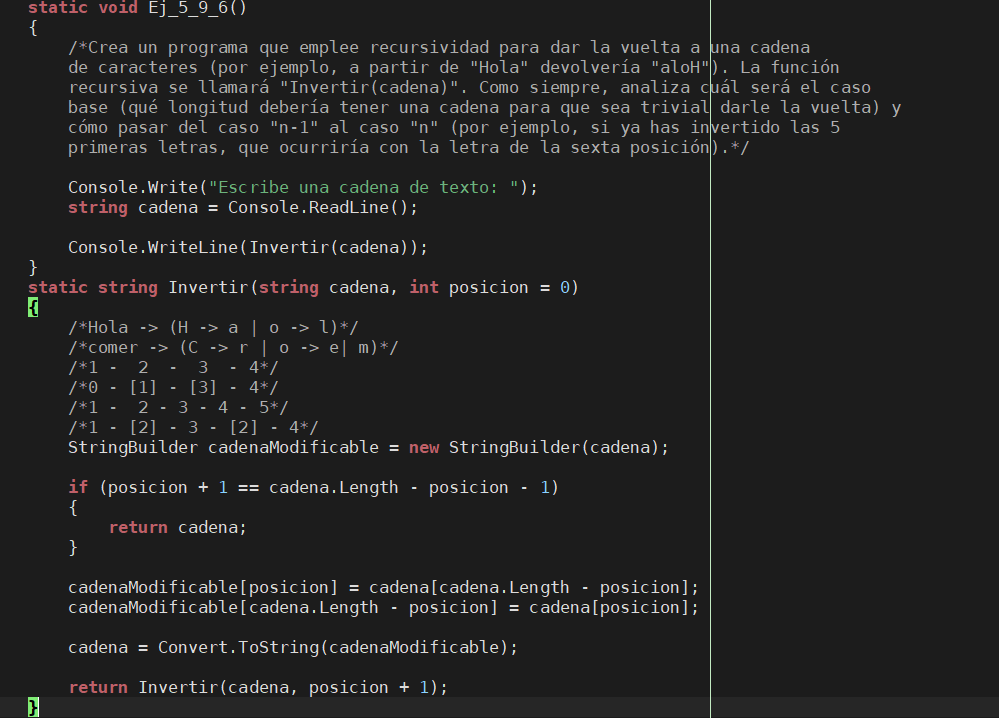 static void Ej_5_9_6()
{
/*Crea un programa que emplee recursividad para dar la vuelta a una cadena
de caracteres (por ejemplo, a partir de "Hola" devolvería "aloH"). La función
recursiva se llamará "Invertir(cadena)". Como siempre, analiza cuál será el caso
base (qué longitud debería tener una cadena para que sea trivial darle la vuelta) y
cómo pasar del caso "n-1" al caso "n" (por ejemplo, si ya has invertido las 5
primeras letras, que ocurriría con la letra de la sexta posición).*/
Console.Write("Escribe una cadena de texto: ");
string cadena = Console.ReadLine();
Console.WriteLine(Invertir(cadena));
}
static string Invertir(string cadena, int posicion = 0)
{
/*Hola -> (H -> a | o -> l)*/
/*comer -> (C -> r | o -> e| m)*/
/*1 -  2  -  3  - 4*/
/*0 - [1] - [3] - 4*/
/*1 -  2 - 3 - 4 - 5*/
/*1 - [2] - 3 - [2] - 4*/
StringBuilder cadenaModificable = new StringBuilder(cadena);
if (posicion + 1 == cadena.Length - posicion - 1)
{
return cadena;
}
cadenaModificable[posicion] = cadena[cadena.Length - posicion];
cadenaModificable[cadena.Length - posicion] = cadena[posicion];
cadena = Convert.ToString(cadenaModificable);
return Invertir(cadena, posicion + 1);
}